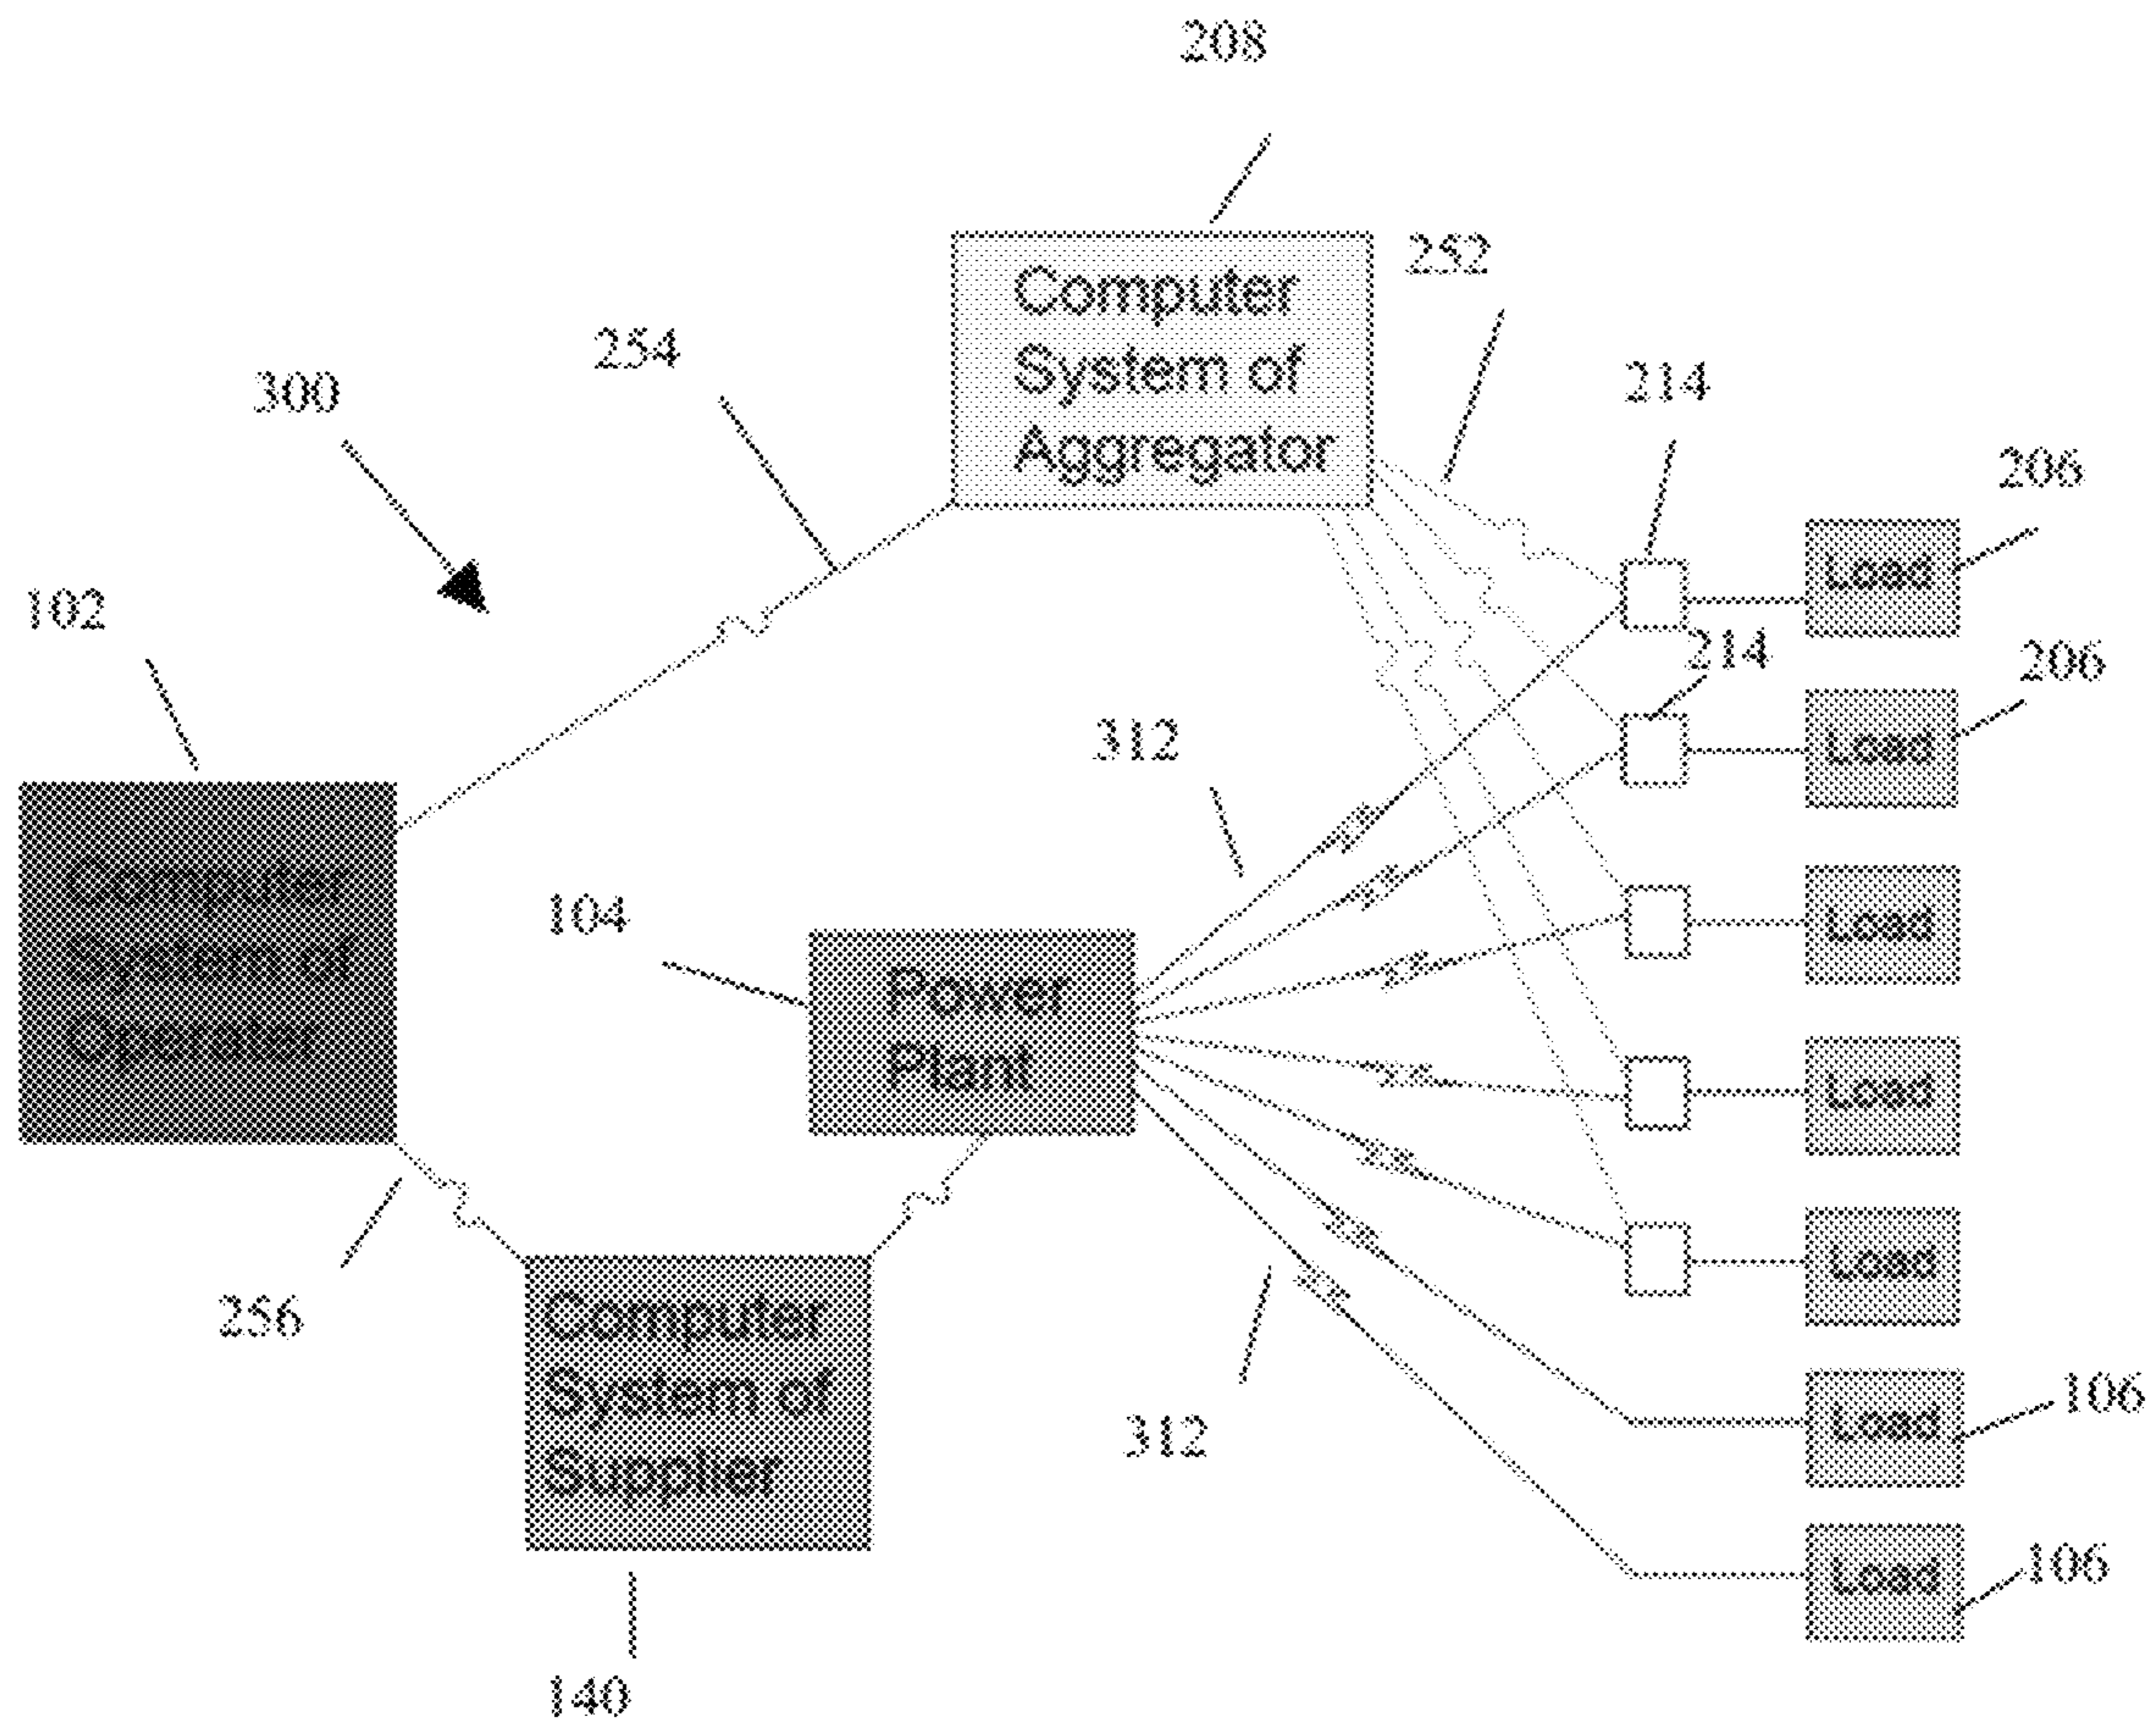 208
Computer
System of
Aggregator
252
254
300
214
206
Load
102
214
206
Load
312
Computer
System of
Operater
104
Power
Plant
Load
Load
256
Computer
System of
Supplier
Load
312
106
Load
106
Load
140